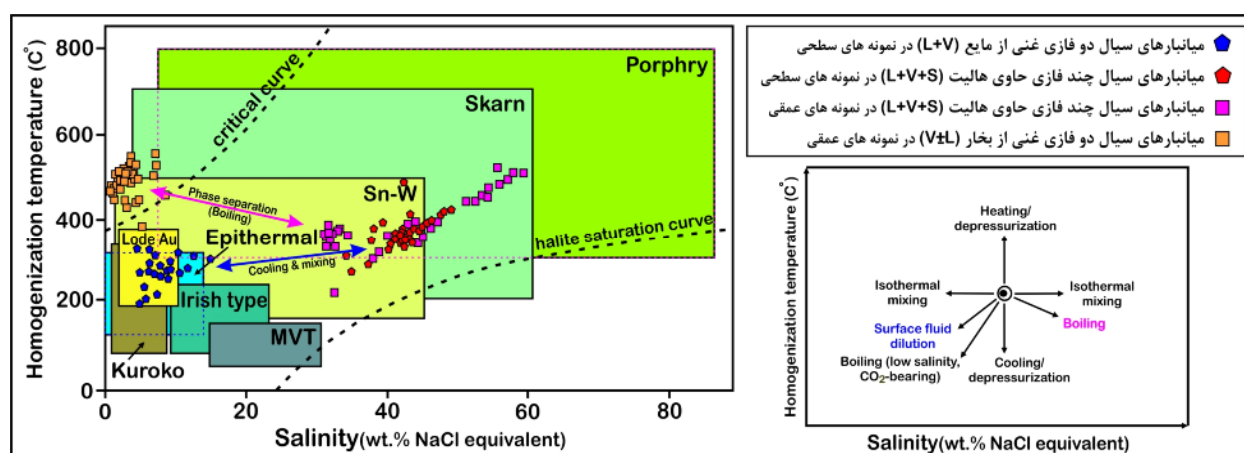 Homogenization temperature (C°)
800
600
400
200
0
0
20
40
60
80
Salinity(wt.% NaCl equivalent)
critical curve
Porphry
Skarn
Sn-W
Phase separation
(Boiling)
halite saturation curve
Lode Au
Epithermal
Cooling & mixing
Irish type
MVT
Kuroko
میانبارهای سیال دو فازی غنی از مایع (L+V) در نمونه های سطحی
میانبارهای سیال چند فازی حاوی هالیت (L+V+S) در نمونه های سطحی
میانبارهای سیال چند فازی حاوی هالیت (L+V+S) در نمونه های عمقی
میانبارهای سیال دو فازی غنی از بخار (V±L) در نمونه های عمقی
Homogenization temperature (C°)
Heating/
depressurization
Isothermal
mixing
Isothermal
mixing
Surface fluid
dilution
Boiling
Boiling (low salinity,
CO₂-bearing)
Cooling/
depressurization
Salinity(wt.% NaCl equivalent)